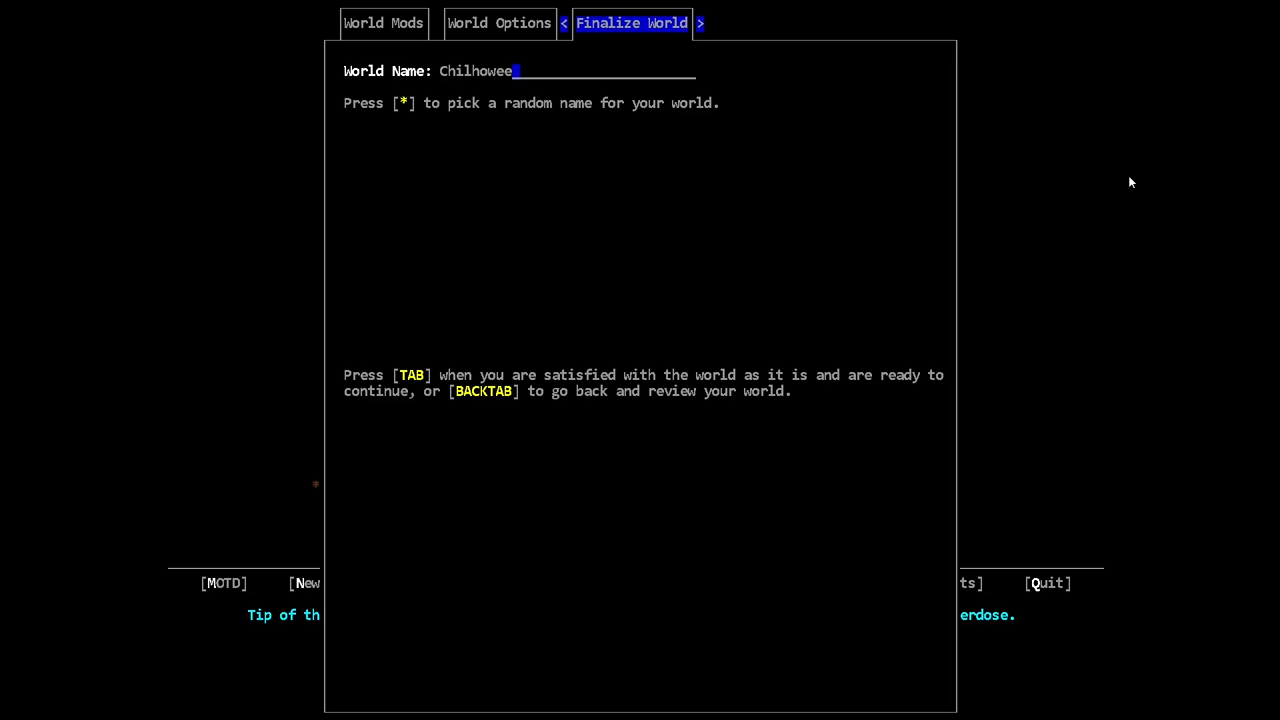 World Mods World Options < Finalize World >
World Name: Chilhowee
Press [*] to pick a random name for your world.
Press [TAB] when you are satisfied with the world as it is and are ready to
continue, or [BACKTAB] to go back and review your world.
*
[MOTD] [New ts] [Quit]
Tip of th erdose.